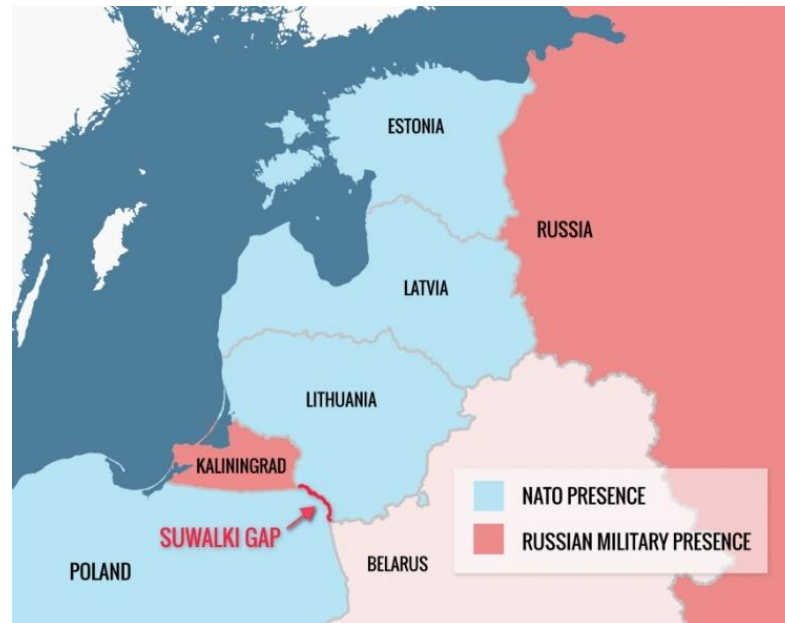 ESTONIA
RUSSIA
LATVIA
LITHUANIA
KALININGRAD
SUWALKI GAP
POLAND
BELARUS
NATO PRESENCE
RUSSIAN MILITARY PRESENCE